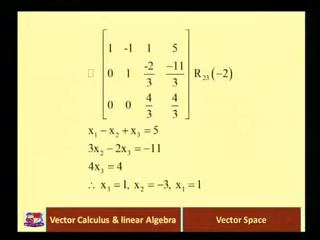 1 -1 1 5
0 1 -2/3 -11/3 R₂₃(−2)
0 0 4/3 4/3
x₁ − x₂ + x₃ = 5
3x₂ − 2x₃ = −11
4x₃ = 4
∴ x₃ = 1, x₂ = −3, x₁ = 1
Vector Calculus & linear Algebra
Vector Space